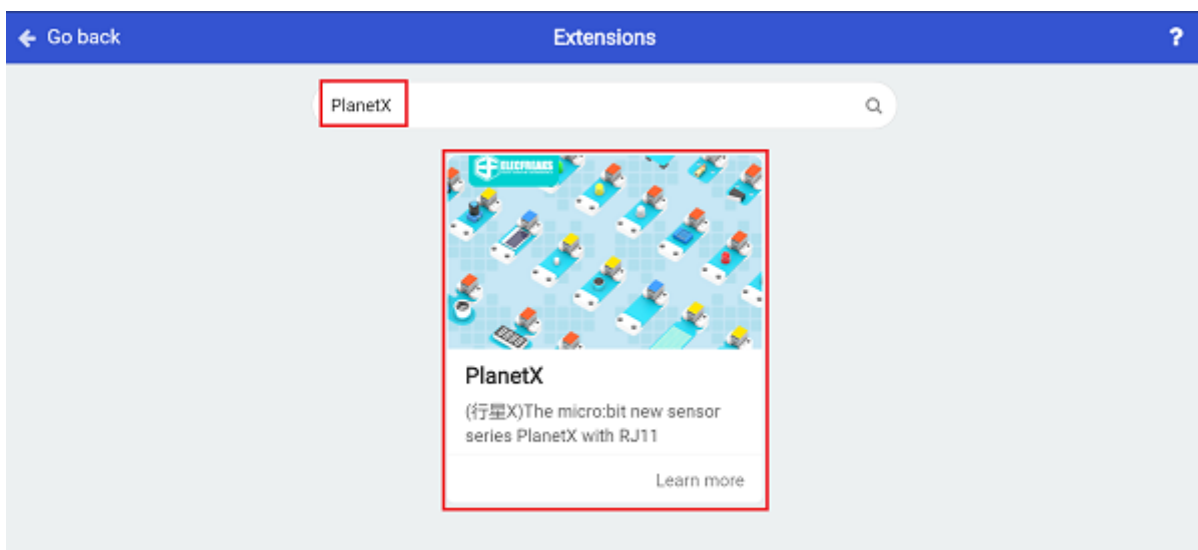 Go back
Extensions
?
PlanetX
ELECFREAKS
PlanetX
(行星X)The micro:bit new sensor
series PlanetX with RJ11
Learn more